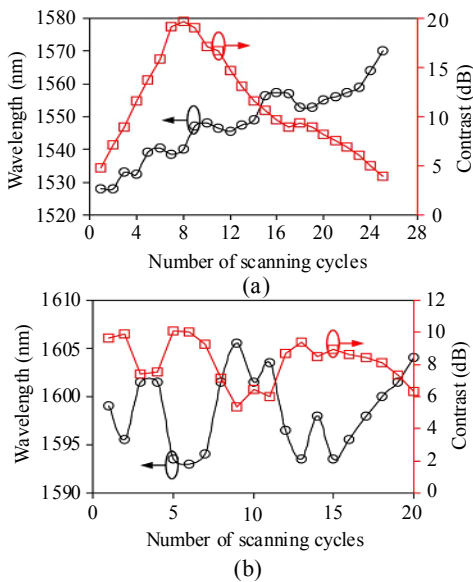 (a)
1580
1570
1560
1550
1540
1530
1520
Wavelength (nm)
20
15
10
5
0
Contrast (dB)
0 4 8 12 16 20 24 28
Number of scanning cycles
(a)
1610
1605
1600
1595
1590
Wavelength (nm)
12
10
8
6
4
2
0
Contrast (dB)
0 5 10 15 20
Number of scanning cycles
(b)